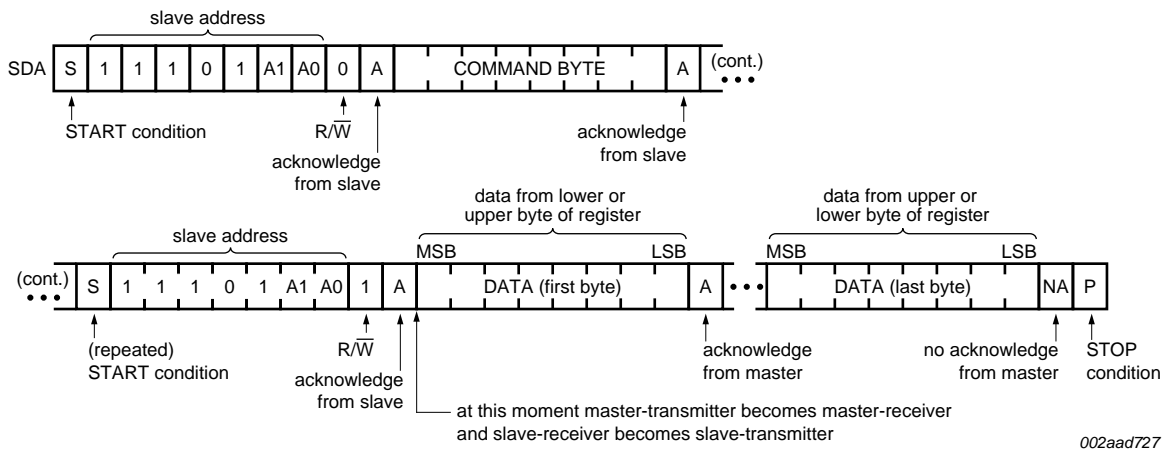 slave address
SDA S 1 1 1 0 1 A1 A0 0 A COMMAND BYTE A (cont.)
START condition
R/W̅
acknowledge
from slave
acknowledge
from slave
data from lower or
upper byte of register
data from upper or
lower byte of register
slave address
MSB LSB MSB LSB
(cont.) S 1 1 1 0 1 A1 A0 1 A DATA (first byte) A DATA (last byte) NA P
(repeated)
START condition
R/W̅
acknowledge
from slave
acknowledge
from master
no acknowledge
from master
STOP
condition
at this moment master-transmitter becomes master-receiver
and slave-receiver becomes slave-transmitter
002aad727